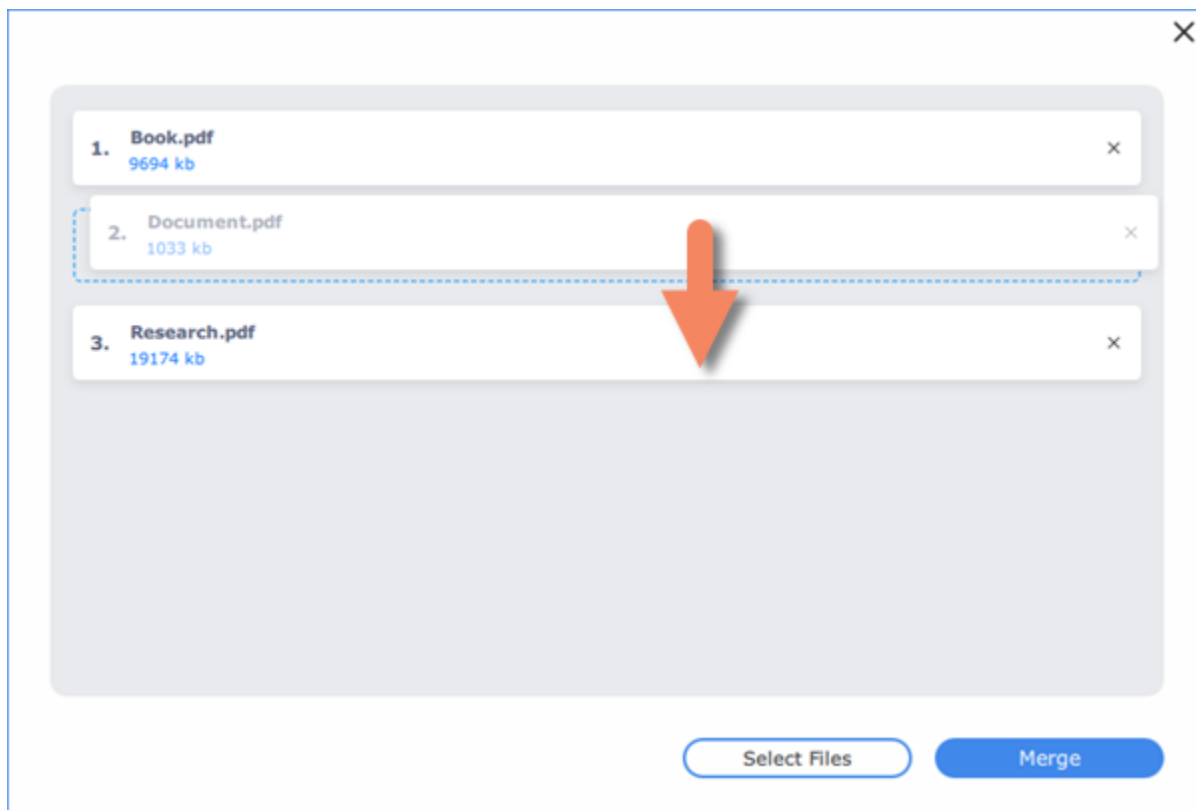 1. Book.pdf
9694 kb
2. Document.pdf
1033 kb
3. Research.pdf
19174 kb
Select Files
Merge